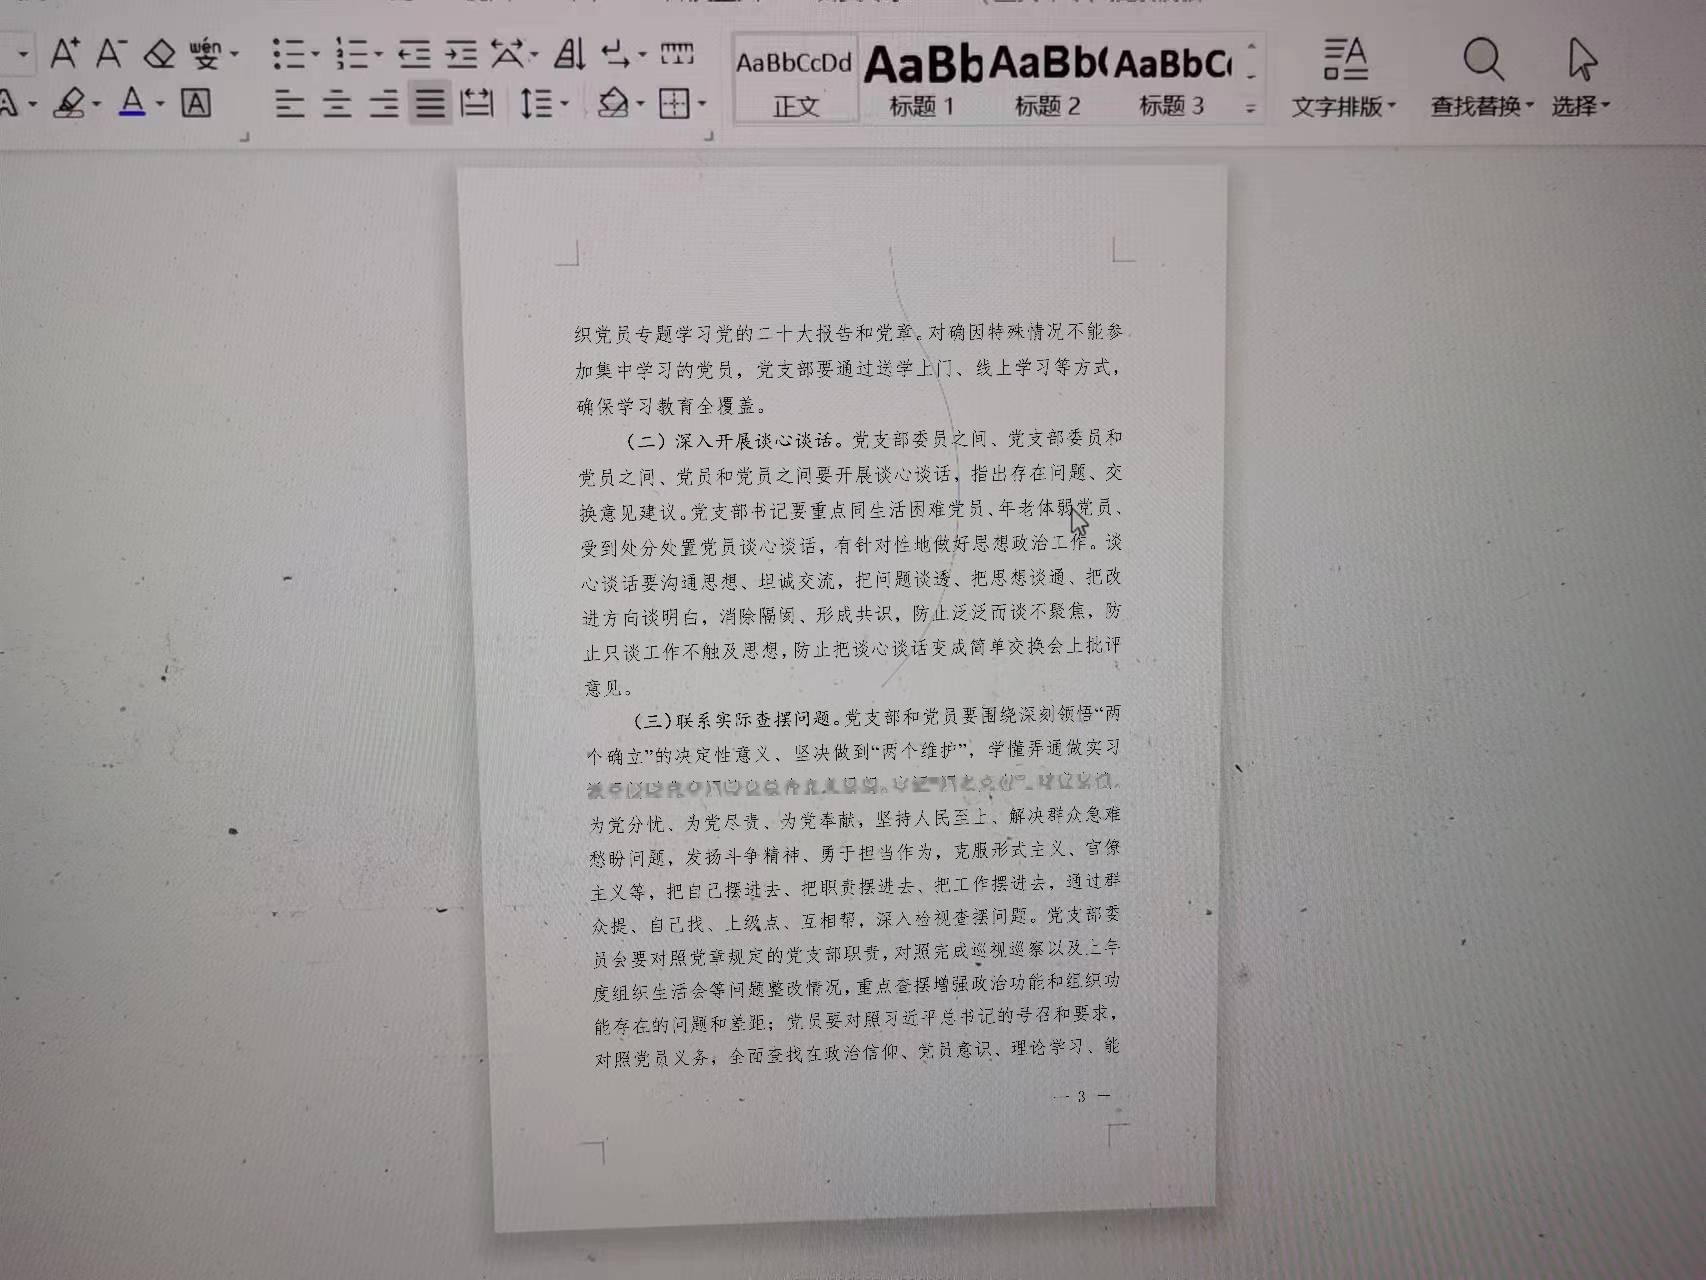 wén
变
AaBbCcDd
AaBb
AaBb(
AaBbC
正文
标题 1
标题 2
标题 3
文字排版
查找替换
选择
织党员专题学习党的二十大报告和党章。对确因特殊情况不能参
加集中学习的党员，党支部要通过送学上门、线上学习等方式，
确保学习教育全覆盖。
（二）深入开展谈心谈话。党支部委员之间、党支部委员和
党员之间、党员和党员之间要开展谈心谈话，指出存在问题、交
换意见建议。党支部书记要重点同生活困难党员、年老体弱党员、
受到处分处置党员谈心谈话，有针对性地做好思想政治工作。谈
心谈话要沟通思想、坦诚交流，把问题谈透、把思想谈通、把改
进方向谈明白，消除隔阂、形成共识，防止泛泛而谈不聚焦，防
止只谈工作不触及思想，防止把谈心谈话变成简单交换会上批评
意见。
（三）联系实际查摆问题。党支部和党员要围绕深刻领悟“两
个确立”的决定性意义、坚决做到“两个维护”，学懂弄通做实习
为党分忧、为党尽责、为党奉献，坚持人民至上、解决群众急难
愁盼问题，发扬斗争精神、勇于担当作为，克服形式主义、官僚
主义等，把自己摆进去、把职责摆进去、把工作摆进去，通过群
众提、自己找、上级点、互相帮，深入检视查摆问题。党支部委
员会要对照党章规定的党支部职责，对照完成巡视巡察以及上年
度组织生活会等问题整改情况，重点查摆增强政治功能和组织功
能存在的问题和差距；党员要对照习近平总书记的号召和要求，
对照党员义务，全面查找在政治信仰、党员意识、理论学习、能
— 3 —